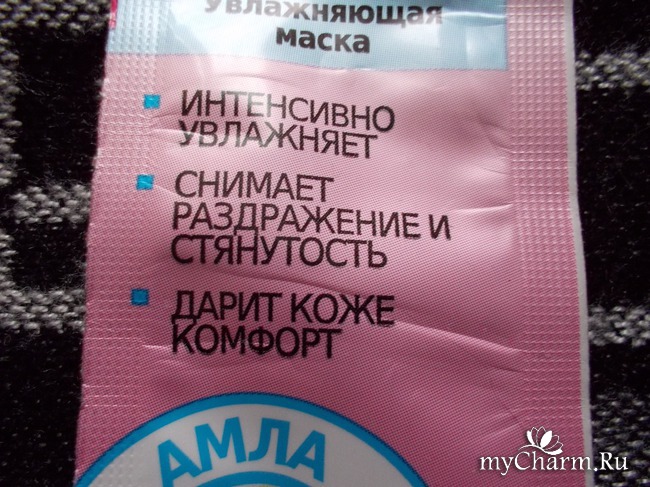 Увлажняющая
маска
ИНТЕНСИВНО
УВЛАЖНЯЕТ
СНИМАЕТ
РАЗДРАЖЕНИЕ И
СТЯНУТОСТЬ
ДАРИТ КОЖЕ
КОМФОРТ
АМЛА
myCharm.Ru